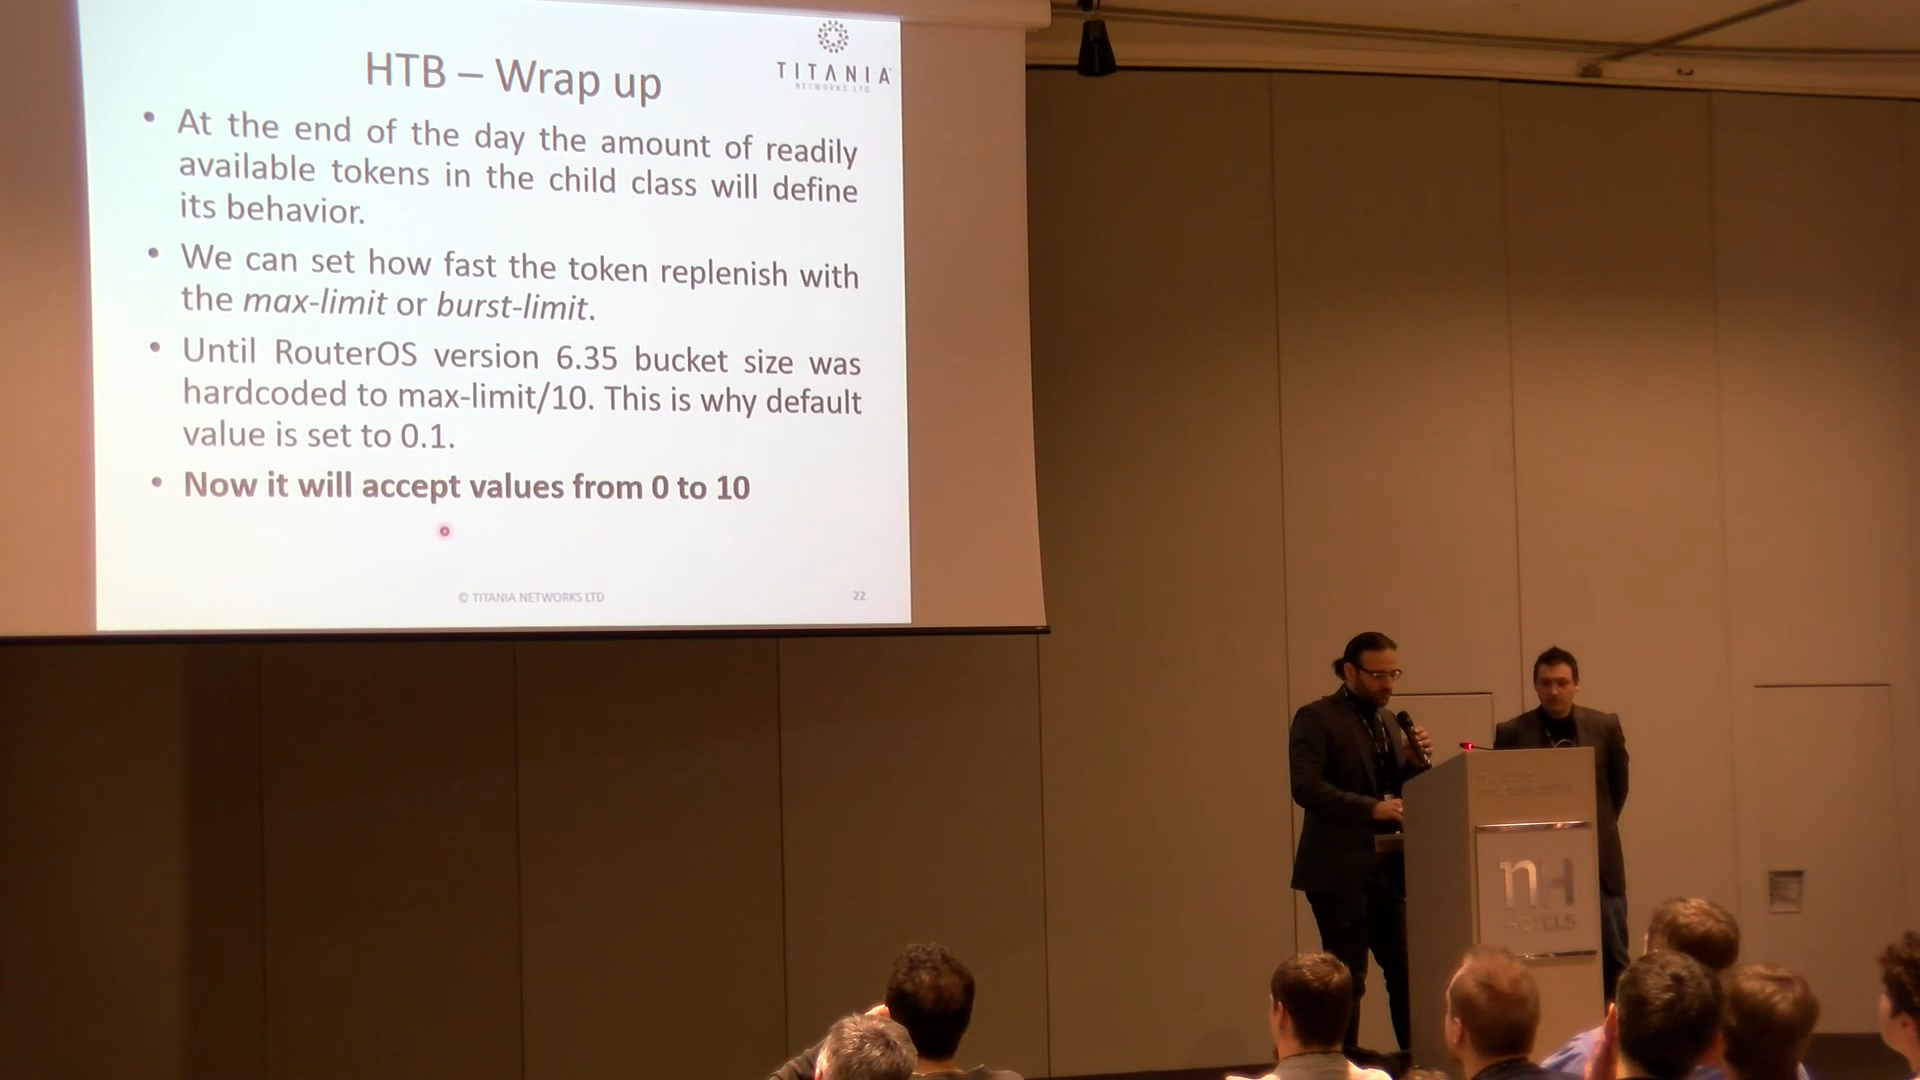 HTB – Wrap up
TITANIA
NETWORKS LTD
• At the end of the day the amount of readily
available tokens in the child class will define
its behavior.
• We can set how fast the token replenish with
the max-limit or burst-limit.
• Until RouterOS version 6.35 bucket size was
hardcoded to max-limit/10. This is why default
value is set to 0.1.
• Now it will accept values from 0 to 10
© TITANIA NETWORKS LTD
22
nH
HOTELS